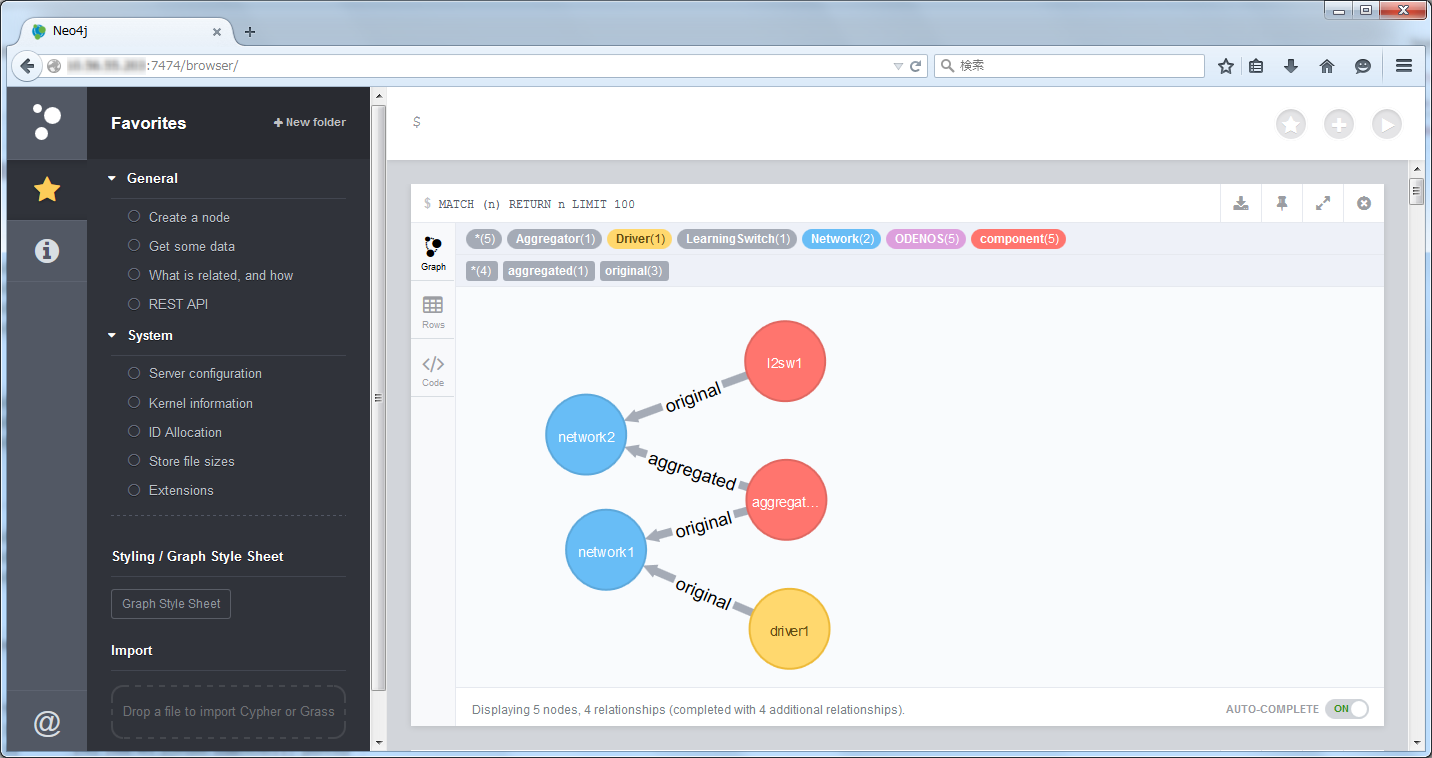 Neo4j
:7474/browser/
検索
Favorites
New folder
General
Create a node
Get some data
What is related, and how
REST API
System
Server configuration
Kernel information
ID Allocation
Store file sizes
Extensions
Styling / Graph Style Sheet
Graph Style Sheet
Import
Drop a file to import Cypher or Grass
@
$
$ MATCH (n) RETURN n LIMIT 100
Graph
Rows
Code
*(5) Aggregator(1) Driver(1) LearningSwitch(1) Network(2) ODENOS(5) component(5)
*(4) aggregated(1) original(3)
l2sw1
original
network2
aggregated
aggregat...
original
network1
original
driver1
Displaying 5 nodes, 4 relationships (completed with 4 additional relationships).
AUTO-COMPLETE ON